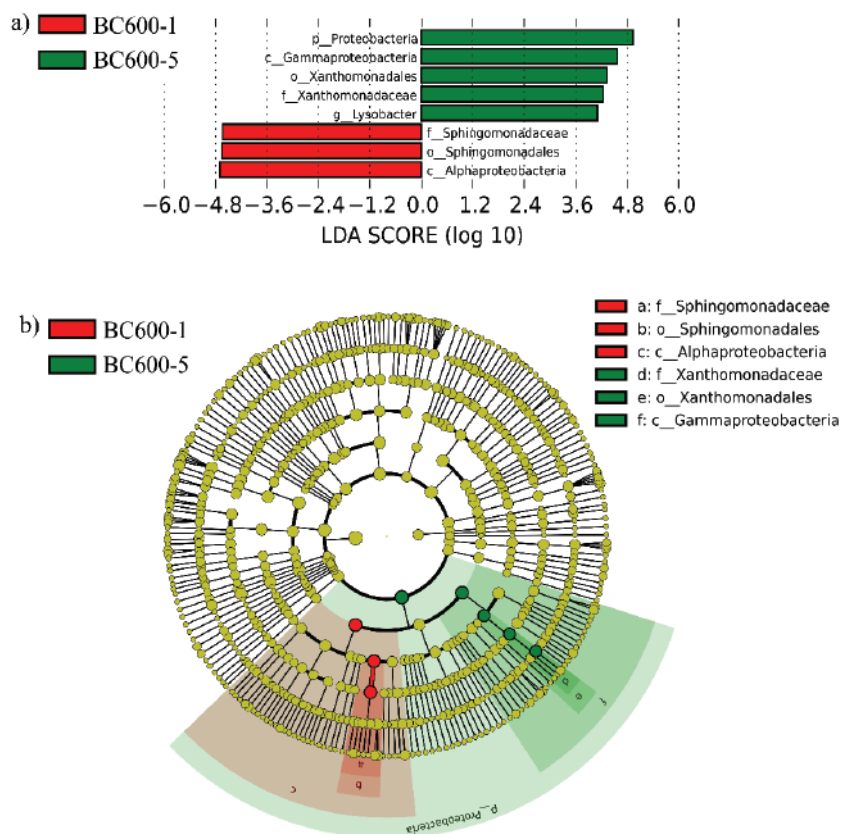 a)
BC600-1
BC600-5
p__Proteobacteria
c__Gammaproteobacteria
o__Xanthomonadales
f__Xanthomonadaceae
g__Lysobacter
f__Sphingomonadaceae
o__Sphingomonadales
c__Alphaproteobacteria
−6.0 −4.8 −3.6 −2.4 −1.2 0.0 1.2 2.4 3.6 4.8 6.0
LDA SCORE (log 10)
b)
BC600-1
BC600-5
a: f__Sphingomonadaceae
b: o__Sphingomonadales
c: c__Alphaproteobacteria
d: f__Xanthomonadaceae
e: o__Xanthomonadales
f: c__Gammaproteobacteria
d
e
f
a
b
c
p__Proteobacteria